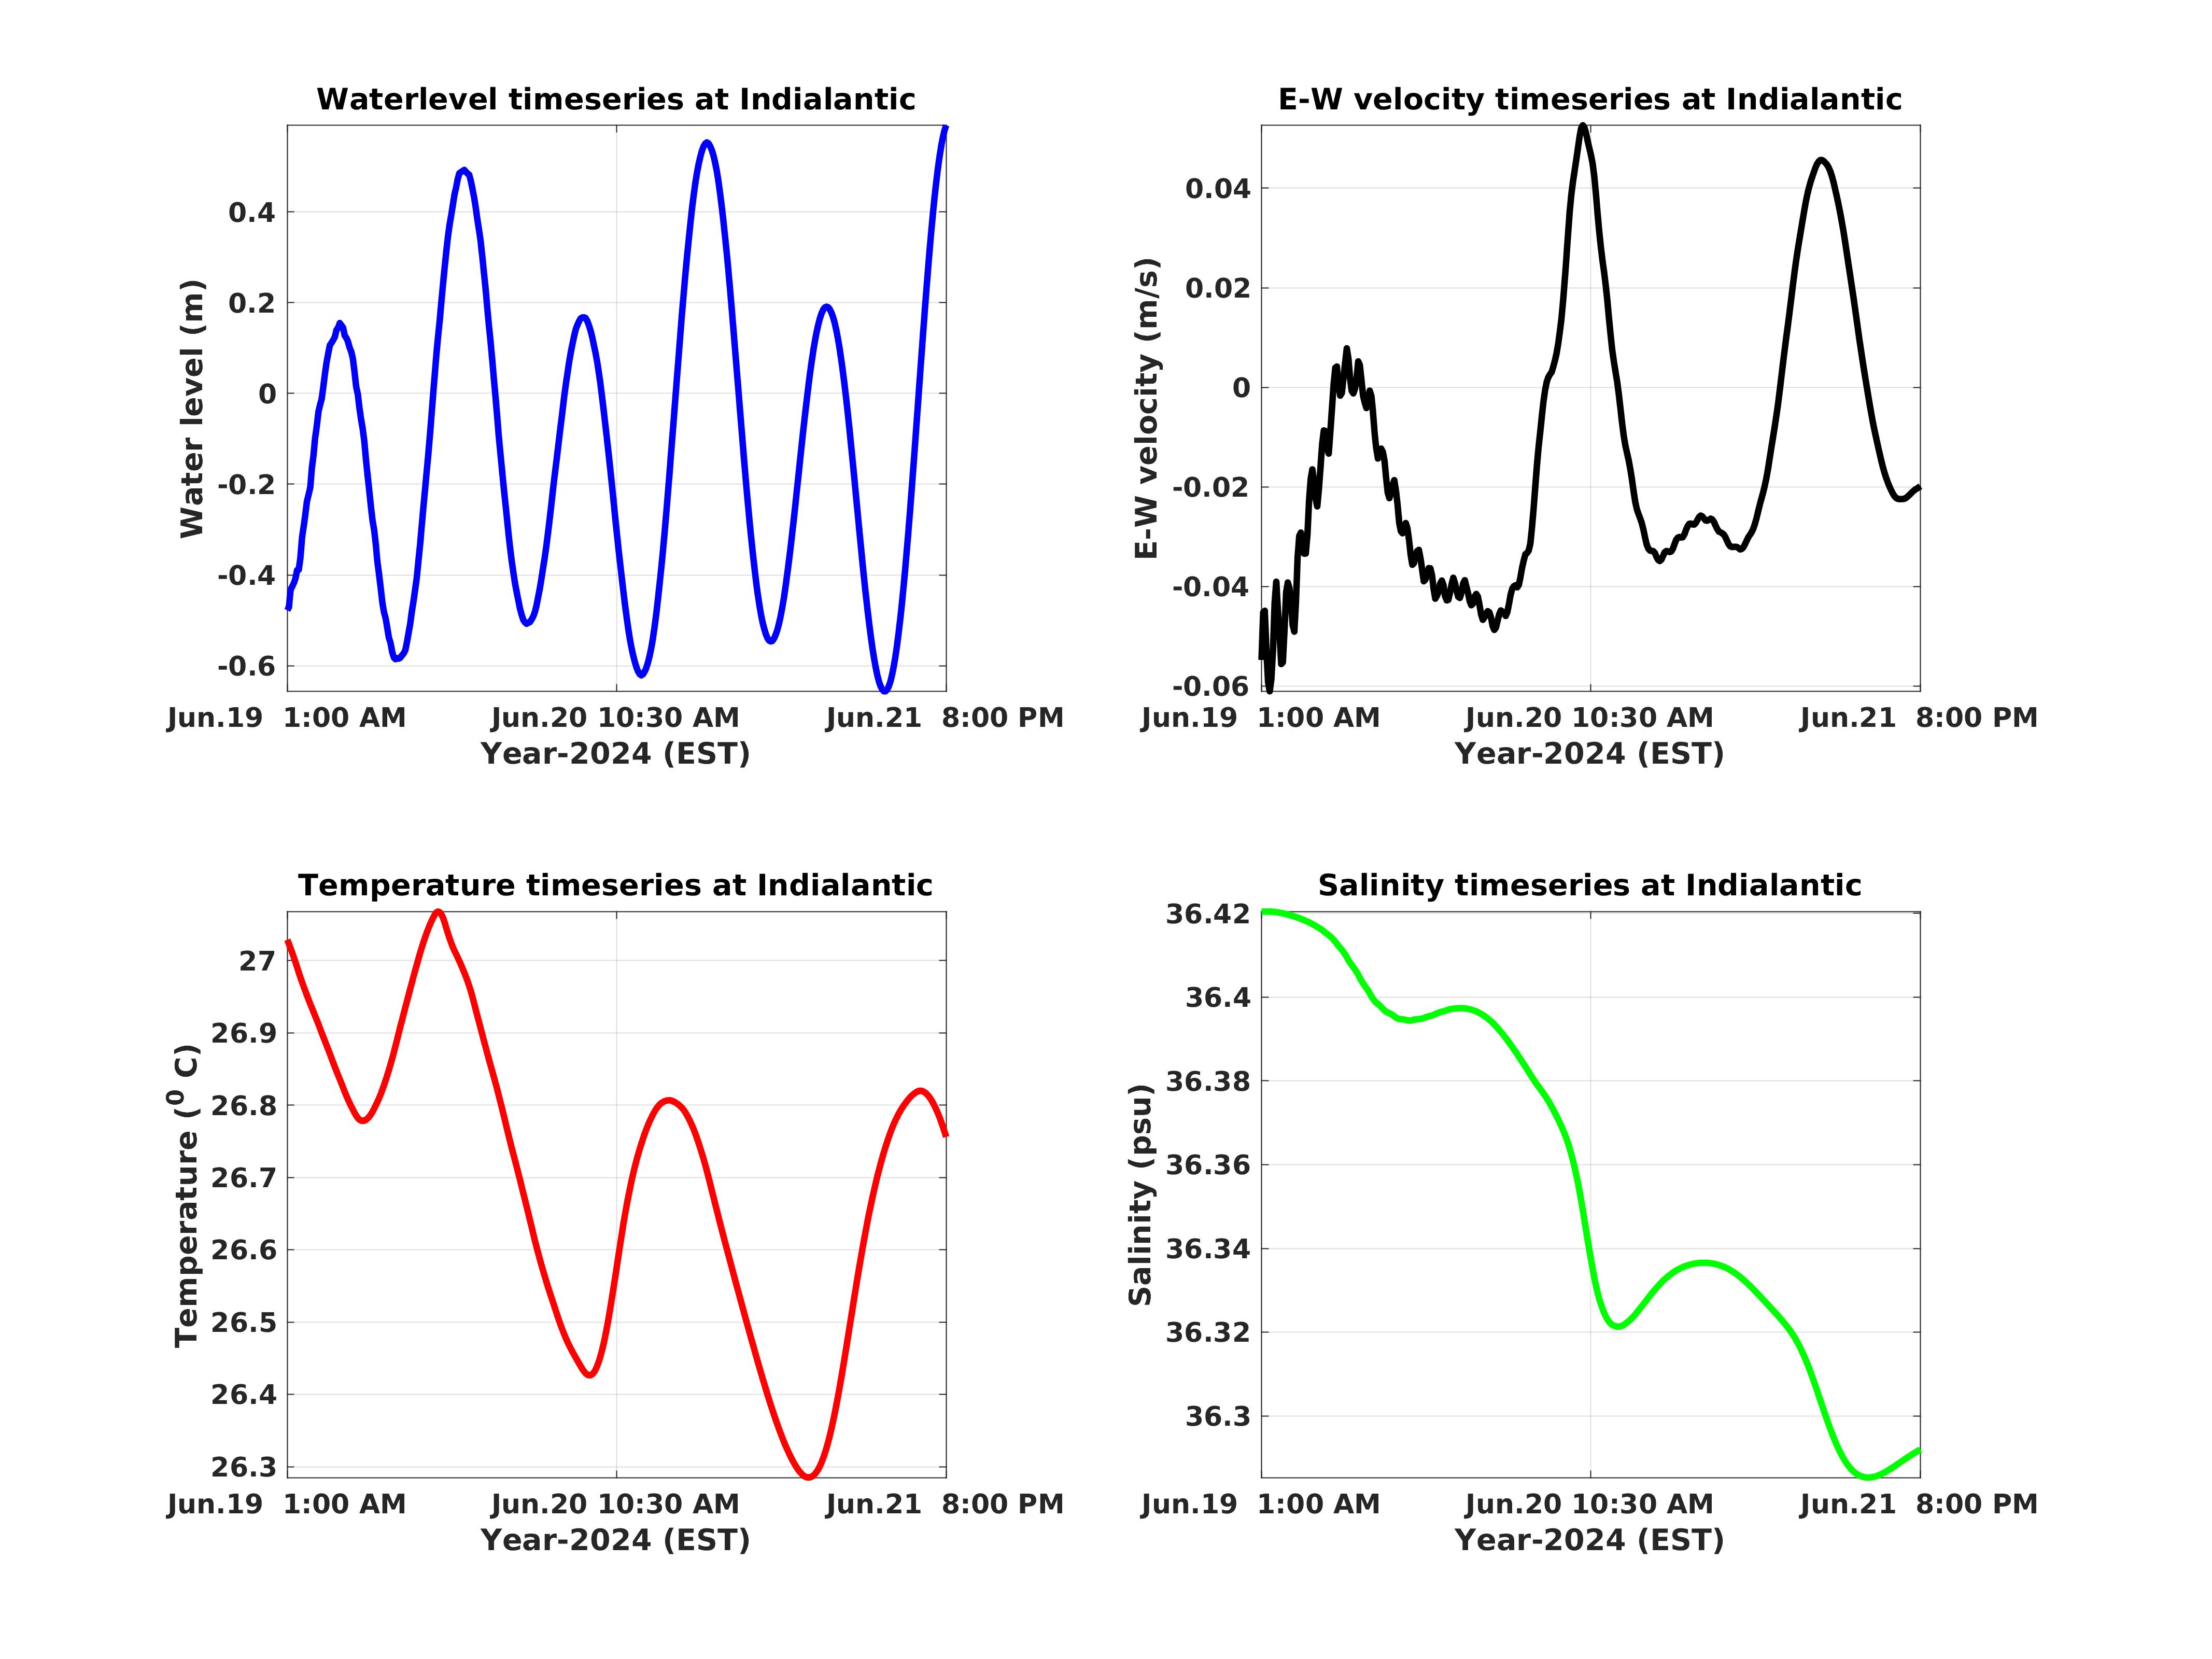 Waterlevel timeseries at Indialantic
Water level (m)
0.4
0.2
0
-0.2
-0.4
-0.6
Jun.19 1:00 AM
Jun.20 10:30 AM
Jun.21 8:00 PM
Year-2024 (EST)
E-W velocity timeseries at Indialantic
E-W velocity (m/s)
0.04
0.02
0
-0.02
-0.04
-0.06
Jun.19 1:00 AM
Jun.20 10:30 AM
Jun.21 8:00 PM
Year-2024 (EST)
Temperature timeseries at Indialantic
Temperature (⁰ C)
27
26.9
26.8
26.7
26.6
26.5
26.4
26.3
Jun.19 1:00 AM
Jun.20 10:30 AM
Jun.21 8:00 PM
Year-2024 (EST)
Salinity timeseries at Indialantic
Salinity (psu)
36.42
36.4
36.38
36.36
36.34
36.32
36.3
Jun.19 1:00 AM
Jun.20 10:30 AM
Jun.21 8:00 PM
Year-2024 (EST)